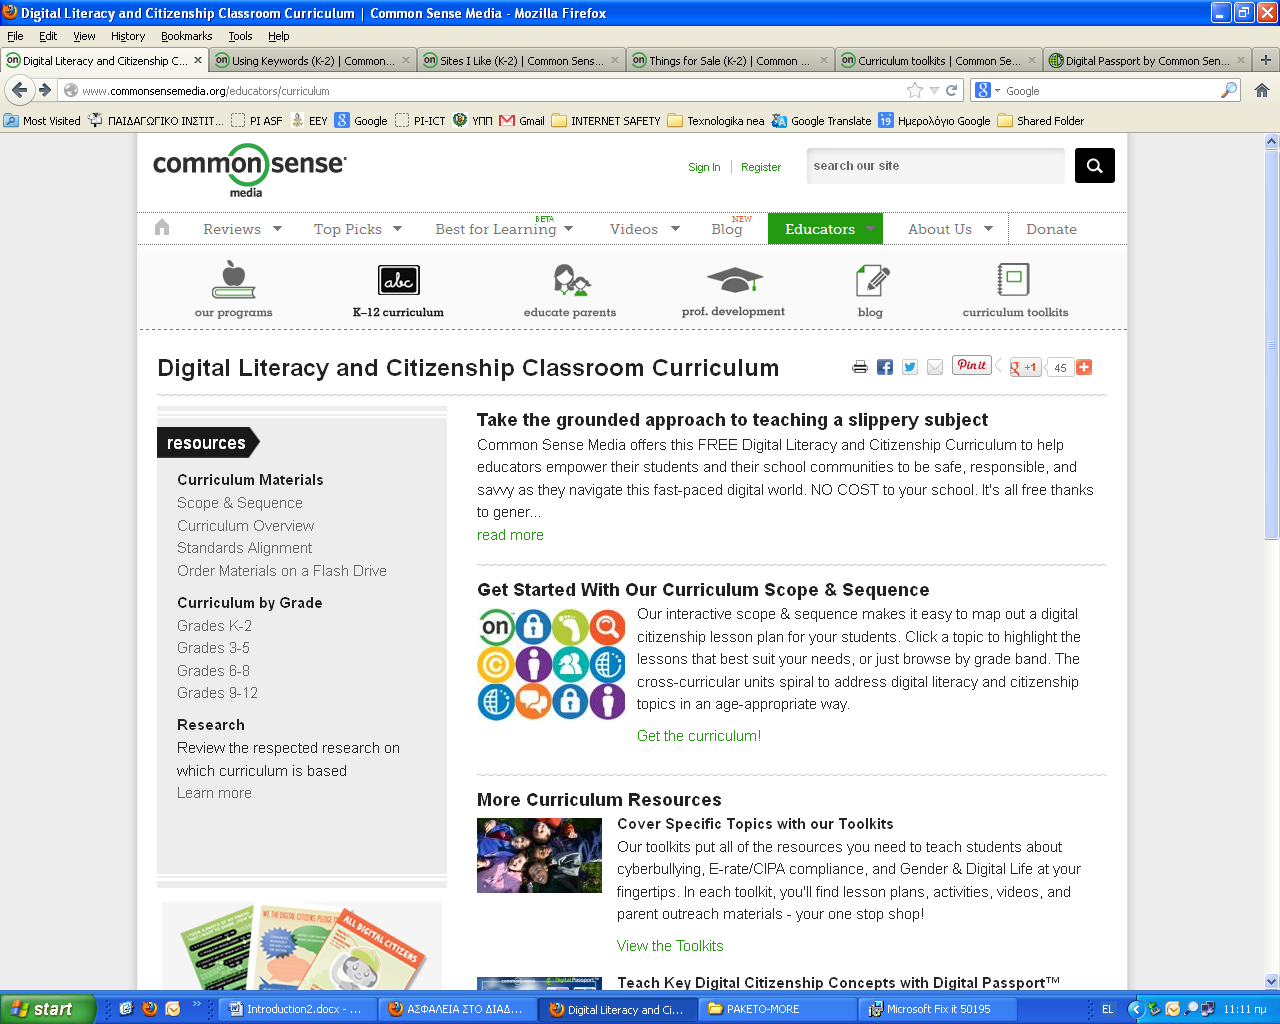 Digital Literacy and Citizenship Classroom Curriculum | Common Sense Media - Mozilla Firefox
File Edit View History Bookmarks Tools Help
Digital Literacy and Citizenship C... Using Keywords (K-2) | Common... Sites I Like (K-2) | Common Sens... Things for Sale (K-2) | Common ... Curriculum toolkits | Common Se... Digital Passport by Common Sen...
www.commonsensemedia.org/educators/curriculum Google
Most Visited ΠΑΙΔΑΓΩΓΙΚΟ ΙΝΣΤΙΤ... PI ASF ΕΕΥ Google PI-ICT ΥΠΠ Gmail INTERNET SAFETY Texnologika nea Google Translate Ημερολόγιο Google Shared Folder
common sense
media
Sign In Register search our site
Reviews Top Picks Best for Learning BETA Videos Blog NEW Educators About Us Donate
abc
our programs K–12 curriculum educate parents prof. development blog curriculum toolkits
Digital Literacy and Citizenship Classroom Curriculum
Pin it +1 45
resources
Curriculum Materials
Scope & Sequence
Curriculum Overview
Standards Alignment
Order Materials on a Flash Drive
Curriculum by Grade
Grades K-2
Grades 3-5
Grades 6-8
Grades 9-12
Research
Review the respected research on
which curriculum is based
Learn more
ALL DIGITAL CITIZENS
Take the grounded approach to teaching a slippery subject
Common Sense Media offers this FREE Digital Literacy and Citizenship Curriculum to help
educators empower their students and their school communities to be safe, responsible, and
savvy as they navigate this fast-paced digital world. NO COST to your school. It's all free thanks
to gener...
read more
Get Started With Our Curriculum Scope & Sequence
on
Our interactive scope & sequence makes it easy to map out a digital
citizenship lesson plan for your students. Click a topic to highlight the
lessons that best suit your needs, or just browse by grade band. The
cross-curricular units spiral to address digital literacy and citizenship
topics in an age-appropriate way.
Get the curriculum!
More Curriculum Resources
Cover Specific Topics with our Toolkits
Our toolkits put all of the resources you need to teach students about
cyberbullying, E-rate/CIPA compliance, and Gender & Digital Life at your
fingertips. In each toolkit, you'll find lesson plans, activities, videos, and
parent outreach materials - your one stop shop!
View the Toolkits
Teach Key Digital Citizenship Concepts with Digital Passport™
start Introduction2.docx - ... ΑΣΦΑΛΕΙΑ ΣΤΟ ΔΙΑΔ... Digital Literacy and Ci... PAKETO-MORE Microsoft Fix it 50195 EL 11:11 πμ